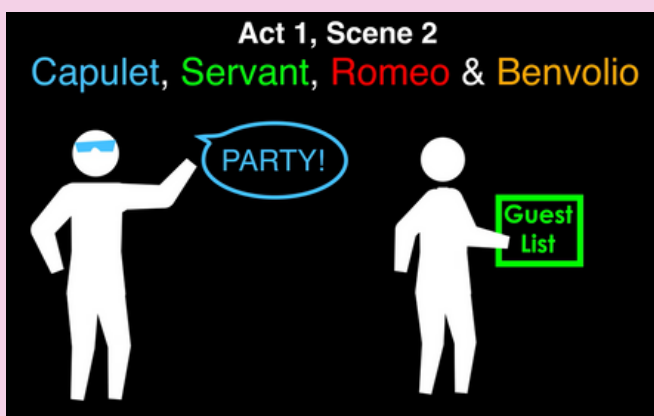 Act 1, Scene 2
Capulet, Servant, Romeo & Benvolio
PARTY!
Guest
List